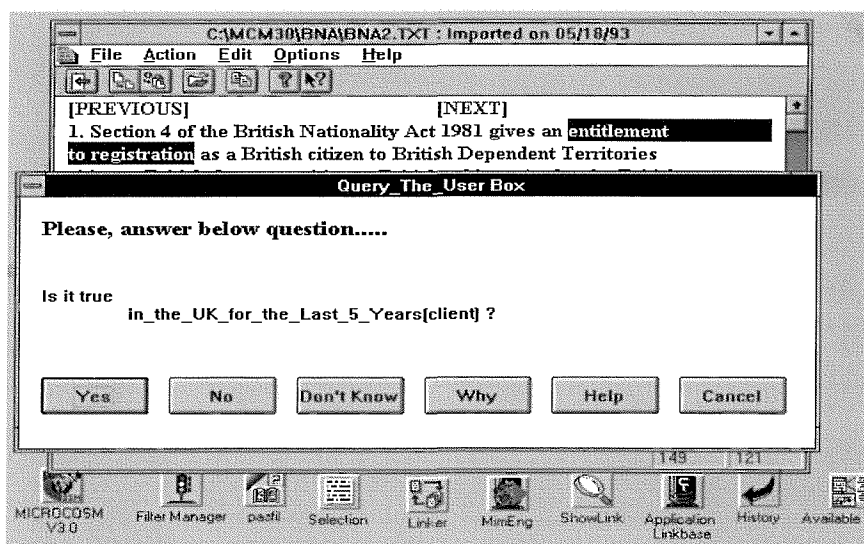 C:\MCM30\BNA\BNA2.TXT : Imported on 05/18/93
File Action Edit Options Help
[PREVIOUS] [NEXT]
1. Section 4 of the British Nationality Act 1981 gives an entitlement
to registration as a British citizen to British Dependent Territories
Query_The_User Box
Please, answer below question.....
Is it true
in_the_UK_for_the_Last_5_Years[client] ?
Yes No Don't Know Why Help Cancel
149 121
MICROCOSM V3.0 Filter Manager pasfil Selection Linker MimEng ShowLink Application Linkbase History Available